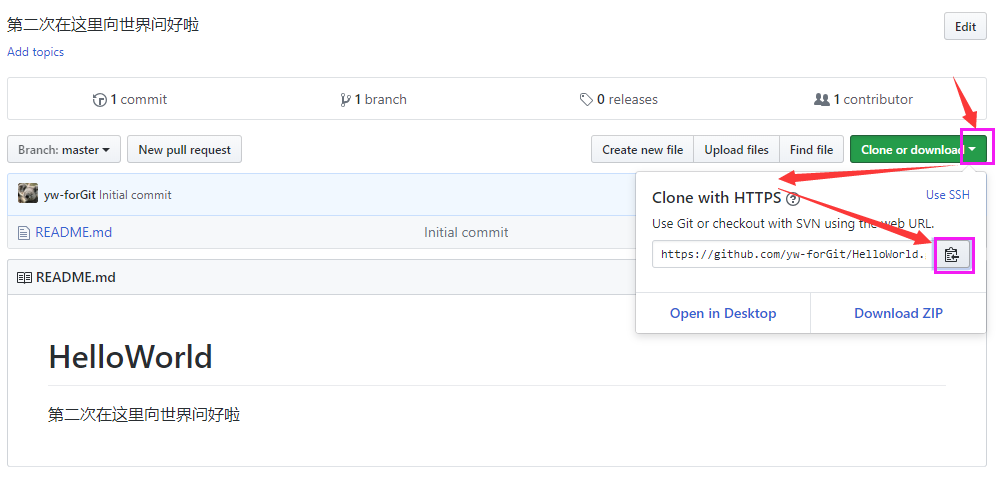 第二次在这里向世界问好啦
Edit
Add topics
1 commit
1 branch
0 releases
1 contributor
Branch: master
New pull request
Create new file
Upload files
Find file
Clone or download
yw-forGit Initial commit
README.md
Initial commit
Clone with HTTPS
Use SSH
Use Git or checkout with SVN using the web URL.
https://github.com/yw-forGit/HelloWorld.
Open in Desktop
Download ZIP
README.md
HelloWorld
第二次在这里向世界问好啦